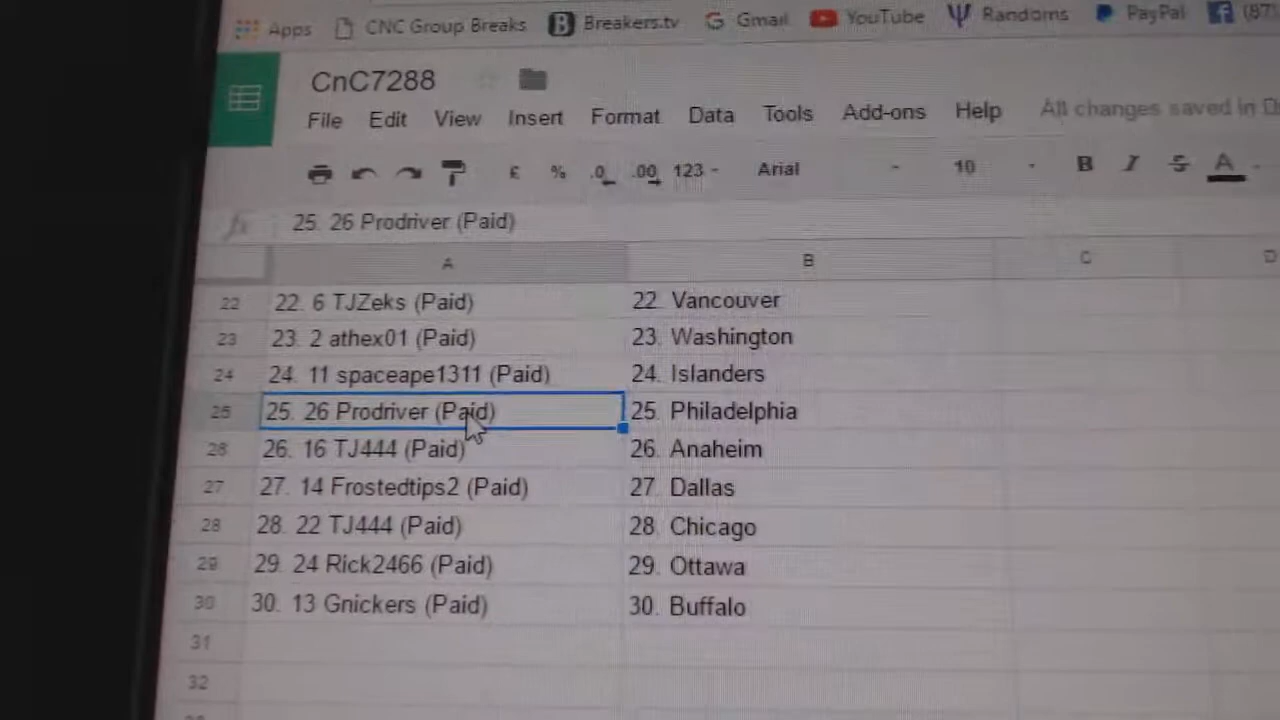 Apps CNC Group Breaks Breakers.tv Gmail YouTube Randoms PayPal (87)
CnC7288
File Edit View Insert Format Data Tools Add-ons Help All changes saved in D
£ % .0 .00 123 Arial 10 B I S A
fx 25. 26 Prodriver (Paid)
A B C D
22 22. 6 TJZeks (Paid) 22. Vancouver
23 23. 2 athex01 (Paid) 23. Washington
24 24. 11 spaceape1311 (Paid) 24. Islanders
25 25. 26 Prodriver (Paid) 25. Philadelphia
26 26. 16 TJ444 (Paid) 26. Anaheim
27 27. 14 Frostedtips2 (Paid) 27. Dallas
28 28. 22 TJ444 (Paid) 28. Chicago
29 29. 24 Rick2466 (Paid) 29. Ottawa
30 30. 13 Gnickers (Paid) 30. Buffalo
31
32